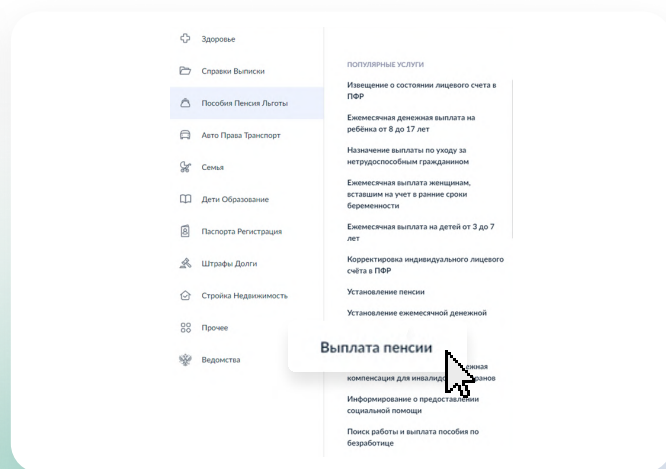 Здоровье
Справки Выписки
Пособия Пенсия Льготы
Авто Права Транспорт
Семья
Дети Образование
Паспорта Регистрация
Штрафы Долги
Стройка Недвижимость
Прочее
Ведомства
ПОПУЛЯРНЫЕ УСЛУГИ
Извещение о состоянии лицевого счета в
ПФР
Ежемесячная денежная выплата на
ребёнка от 8 до 17 лет
Назначение выплаты по уходу за
нетрудоспособным гражданином
Ежемесячная выплата женщинам,
вставшим на учет в ранние сроки
беременности
Ежемесячная выплата на детей от 3 до 7
лет
Корректировка индивидуального лицевого
счёта в ПФР
Установление пенсии
Установление ежемесячной денежной
Выплата пенсии
компенсация для
Информирование о предоставлении
социальной помощи
Поиск работы и выплата пособия по
безработице